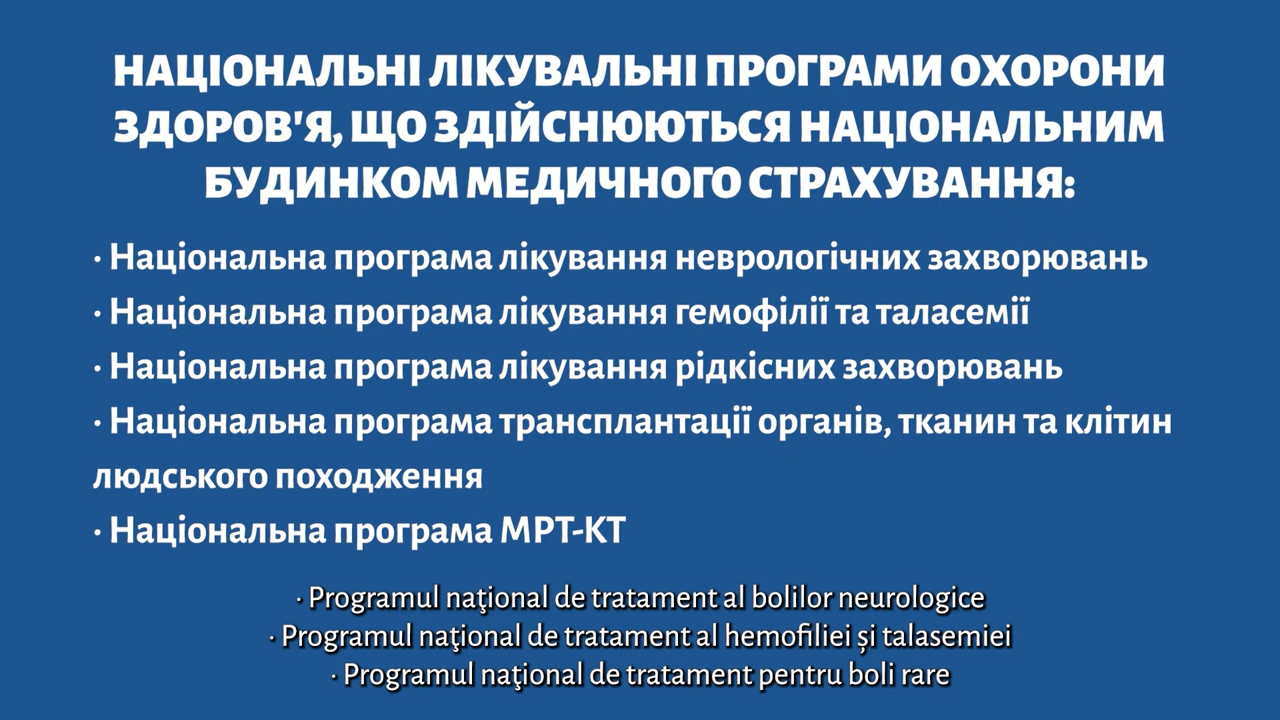 НАЦІОНАЛЬНІ ЛІКУВАЛЬНІ ПРОГРАМИ ОХОРОНИ
ЗДОРОВ'Я, ЩО ЗДІЙСНЮЮТЬСЯ НАЦІОНАЛЬНИМ
БУДИНКОМ МЕДИЧНОГО СТРАХУВАННЯ:
· Національна програма лікування неврологічних захворювань
· Національна програма лікування гемофілії та таласемії
· Національна програма лікування рідкісних захворювань
· Національна програма трансплантації органів, тканин та клітин
людського походження
· Національна програма МРТ-КТ
· Programul naţional de tratament al bolilor neurologice
· Programul naţional de tratament al hemofiliei și talasemiei
· Programul naţional de tratament pentru boli rare